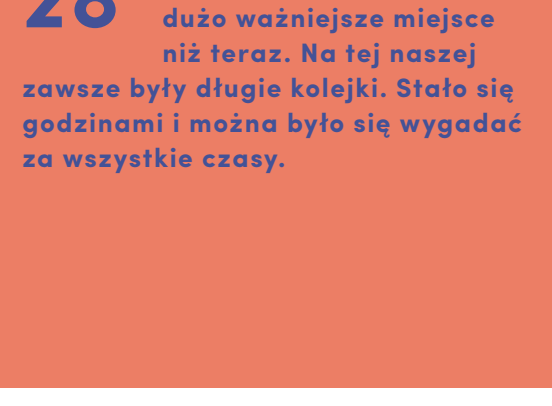 28
dużo ważniejsze miejsce
niż teraz. Na tej naszej
zawsze były długie kolejki. Stało się
godzinami i można było się wygadać
za wszystkie czasy.